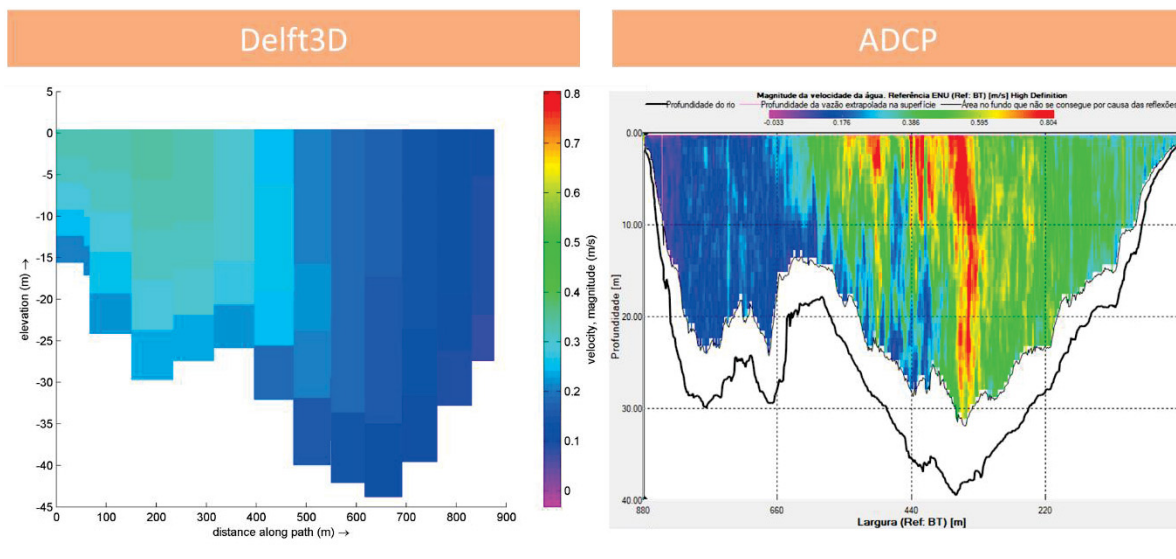 Delft3D
ADCP
5
0
-5
-10
-15
-20
-25
-30
-35
-40
-45
elevation (m) →
0 100 200 300 400 500 600 700 800 900
distance along path (m) →
0.8
0.7
0.6
0.5
0.4
0.3
0.2
0.1
0
velocity, magnitude (m/s) →
Magnitude da velocidade da água. Referência ENU (Ref: BT) [m/s] High Definition
Profundidade do rio Profundidade da vazão extrapolada na superfície Área no fundo que não se consegue por causa das reflexões
-0.033 0.176 0.386 0.595 0.804
0.00
10.00
20.00
30.00
40.00
Profundidade [m]
880 660 440 220
Largura (Ref: BT) [m]